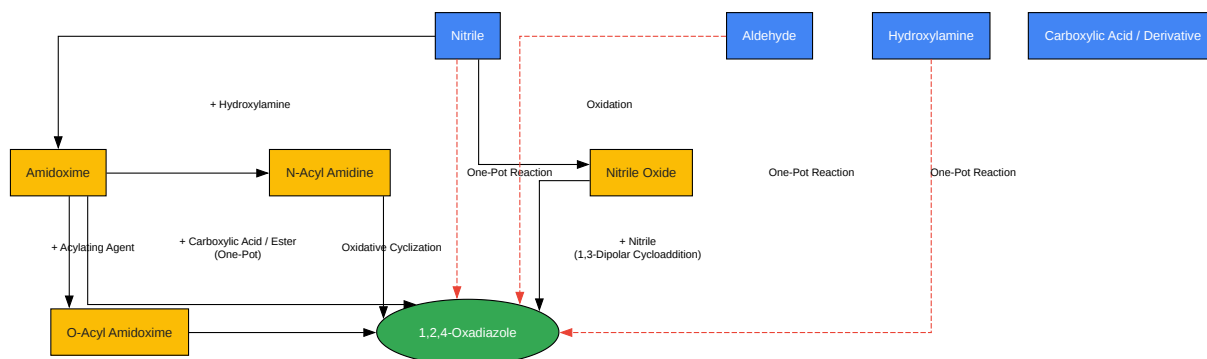 Nitrile
Aldehyde
Hydroxylamine
Carboxylic Acid / Derivative
+ Hydroxylamine
Oxidation
Amidoxime
N-Acyl Amidine
One-Pot Reaction
Nitrile Oxide
One-Pot Reaction
One-Pot Reaction
+ Acylating Agent
+ Carboxylic Acid / Ester
(One-Pot)
Oxidative Cyclization
+ Nitrile
(1,3-Dipolar Cycloaddition)
O-Acyl Amidoxime
1,2,4-Oxadiazole